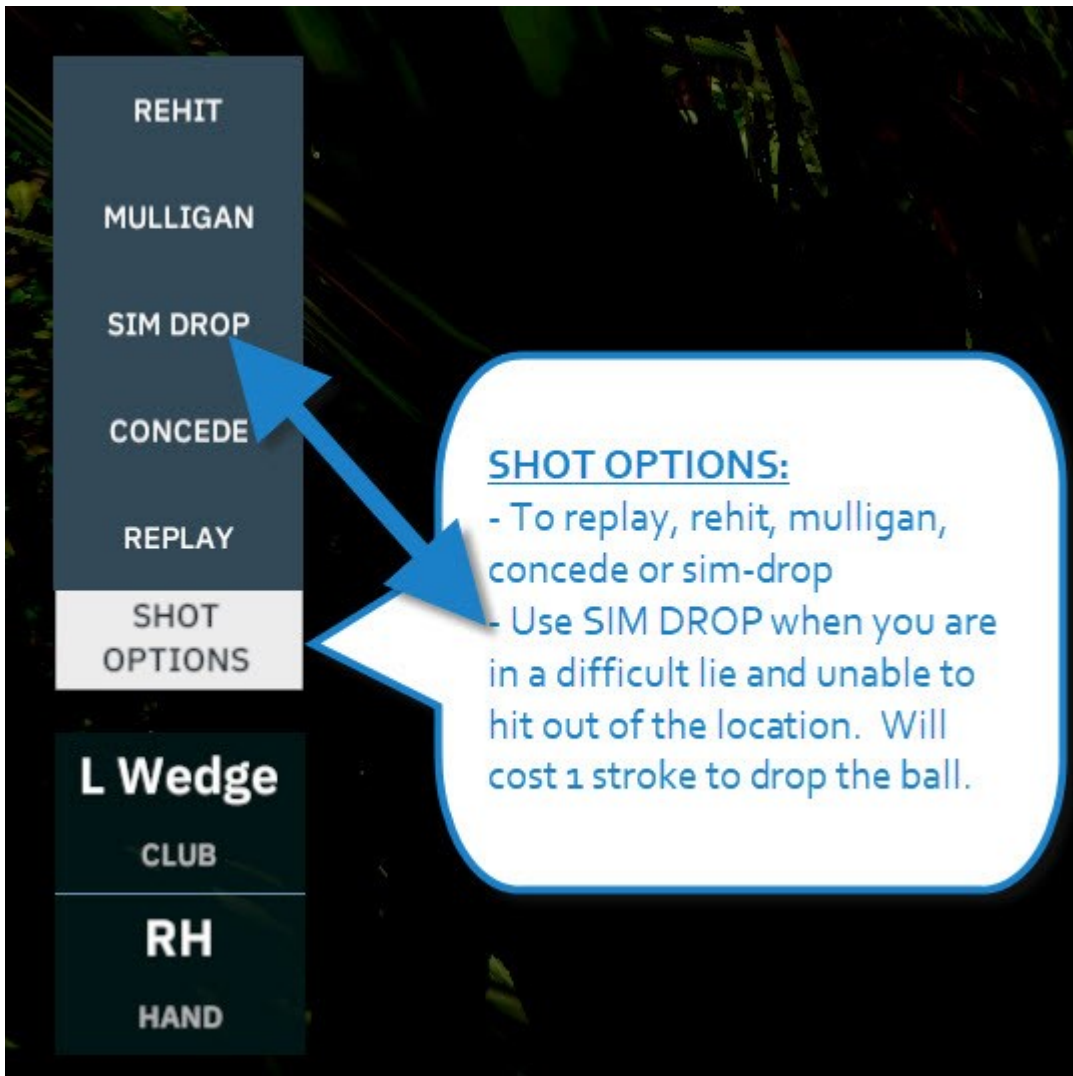 REHIT
MULLIGAN
SIM DROP
CONCEDE
REPLAY
SHOT
OPTIONS
L Wedge
CLUB
RH
HAND
SHOT OPTIONS:
- To replay, rehit, mulligan,
concede or sim-drop
- Use SIM DROP when you are
in a difficult lie and unable to
hit out of the location.  Will
cost 1 stroke to drop the ball.